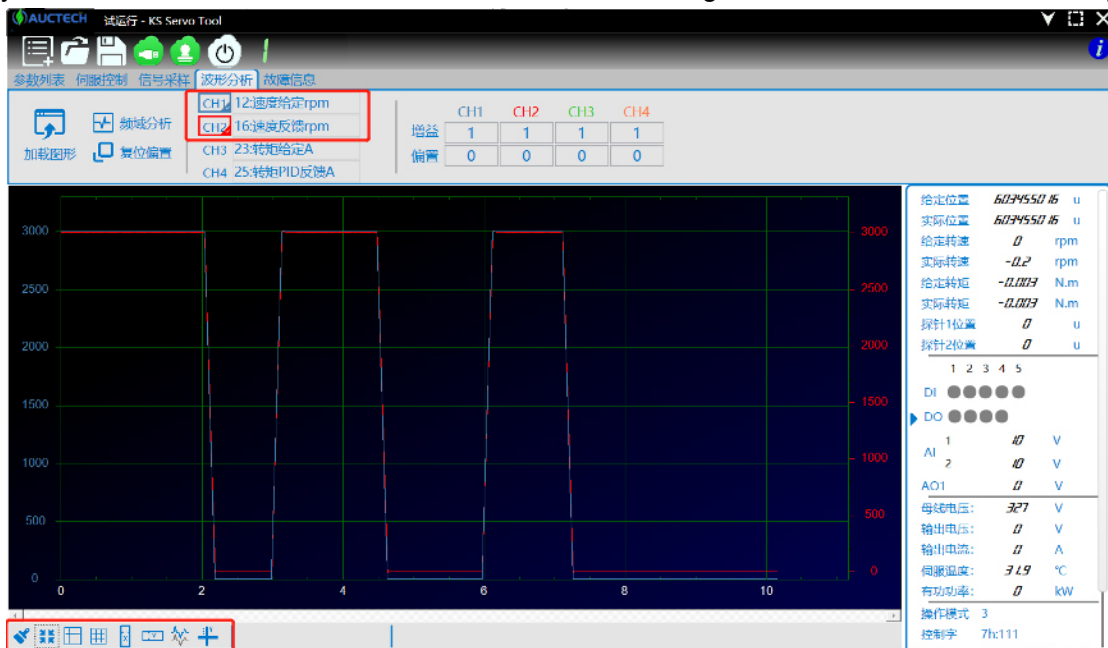 AUCTECH 试运行 - KS Servo Tool
参数列表 伺服控制 信号采样 波形分析 故障信息
加载图形
频域分析
复位偏置
CH1 12:速度给定rpm
CH2 16:速度反馈rpm
CH3 23:转矩给定A
CH4 25:转矩PID反馈A
CH1 CH2 CH3 CH4
增益 1 1 1 1
偏置 0 0 0 0
3000 3000
2500 2500
2000 2000
1500 1500
1000 1000
500 500
0 0
0 2 4 6 8 10
给定位置 603455016 u
实际位置 603455016 u
给定转速 0 rpm
实际转速 -0.2 rpm
给定转矩 -0.003 N.m
实际转矩 -0.003 N.m
探针1位置 0 u
探针2位置 0 u
1 2 3 4 5
DI
DO
AI
1 10 V
2 10 V
AO1 0 V
母线电压: 327 V
输出电压: 0 V
输出电流: 0 A
伺服温度: 31.9 ℃
有功功率: 0 kW
操作模式 3
控制字 7h:111